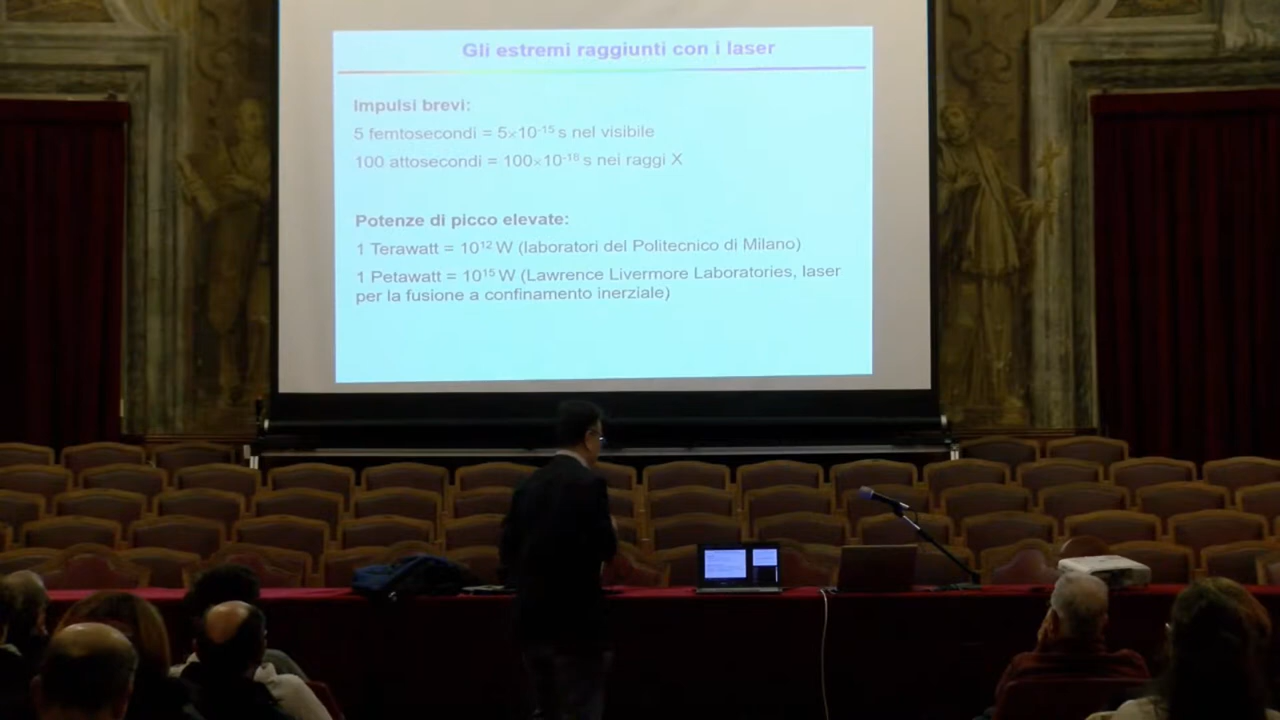 Gli estremi raggiunti con i laser
Impulsi brevi:
5 femtosecondi = 5×10⁻¹⁵ s nel visibile
100 attosecondi = 100×10⁻¹⁸ s nei raggi X
Potenze di picco elevate:
1 Terawatt = 10¹² W (laboratori del Politecnico di Milano)
1 Petawatt = 10¹⁵ W (Lawrence Livermore Laboratories, laser
per la fusione a confinamento inerziale)